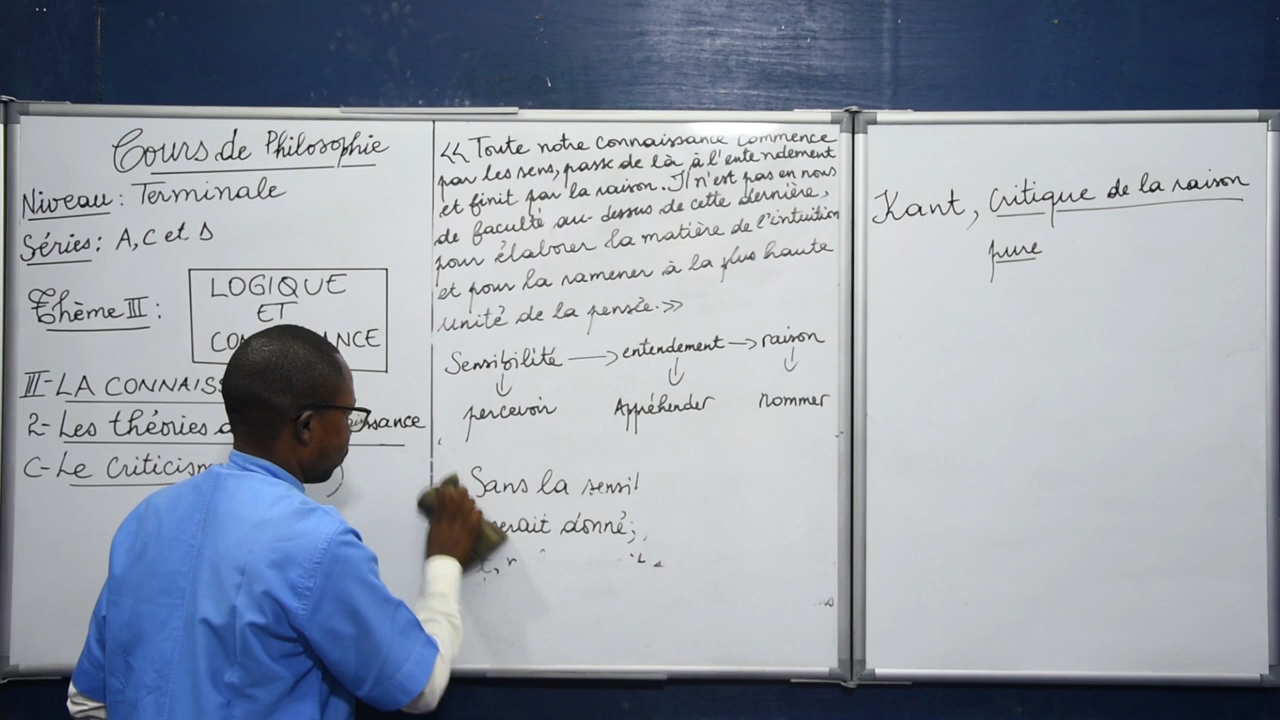 Cours de Philosophie
Niveau : Terminale
Séries : A, C et D
Thème III :
LOGIQUE
ET
III-LA CONNAISS
2- Les théories
C-Le Criticism
<< Toute notre connaissance commence
par les sens, passe de là à l'entendement
et finit par la raison. Il n'est pas en nous
de faculté au-dessus de cette dernière,
pour élaborer la matière de l'intuition
et pour la ramener à la plus haute
unité de la pensée. >>
Sensibilité → entendement → raison
percevoir Appréhender nommer
Sans la sensi
serait donné;
Kant, Critique de la raison
pure